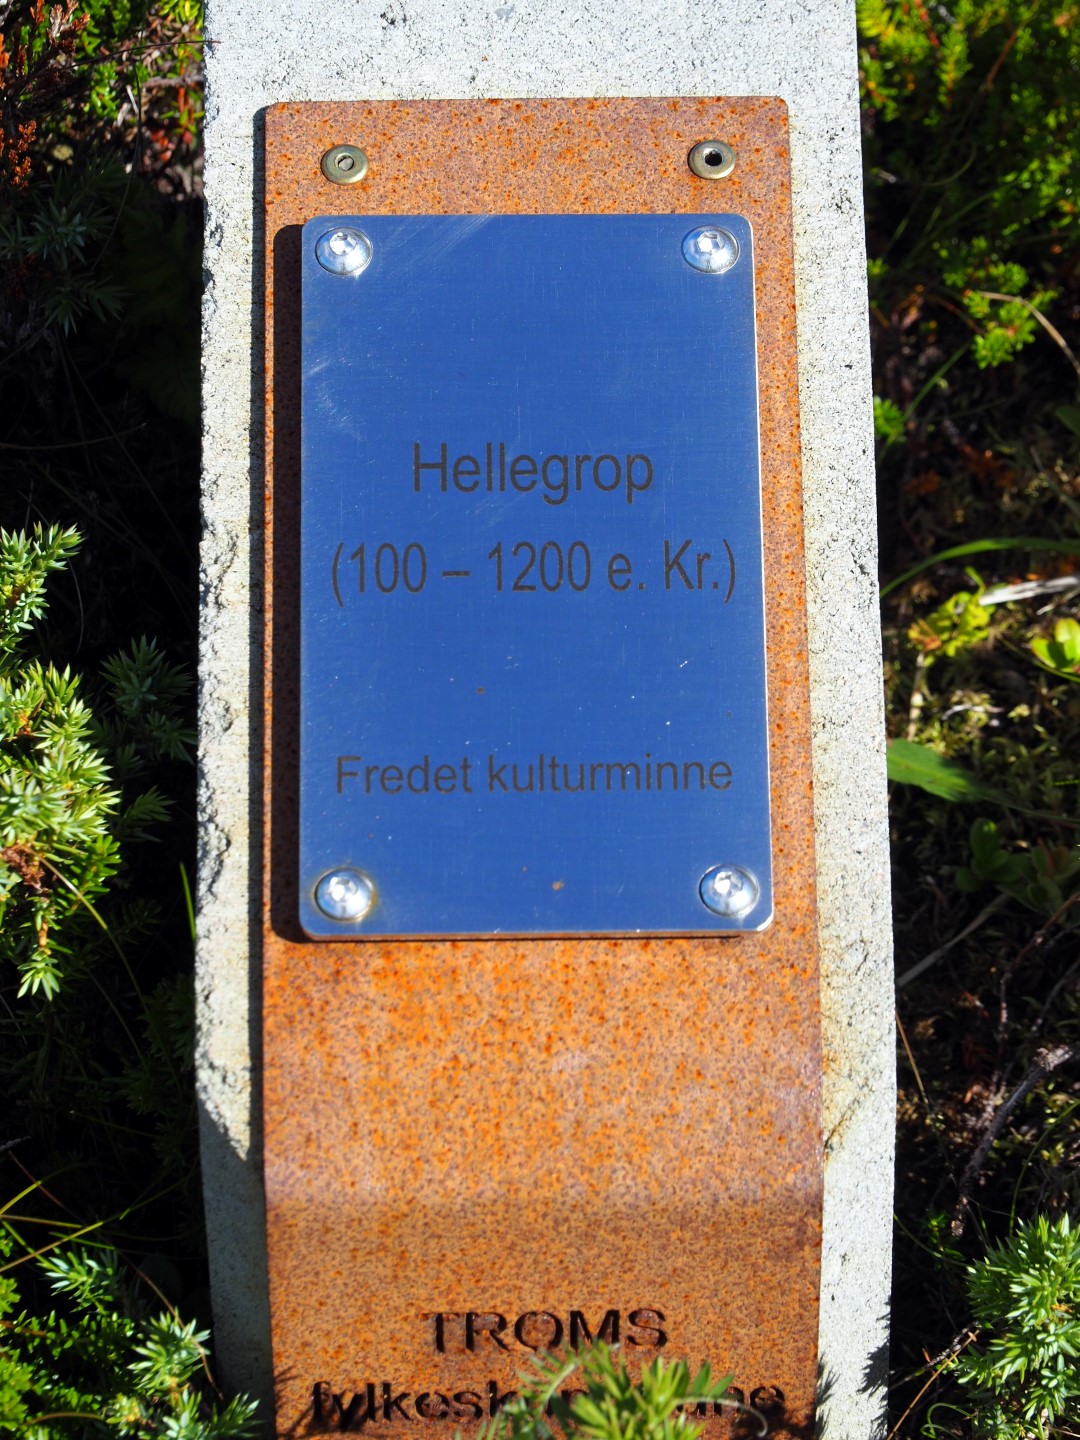 Hellegrop
(100 – 1200 e. Kr.)
Fredet kulturminne
TROMS